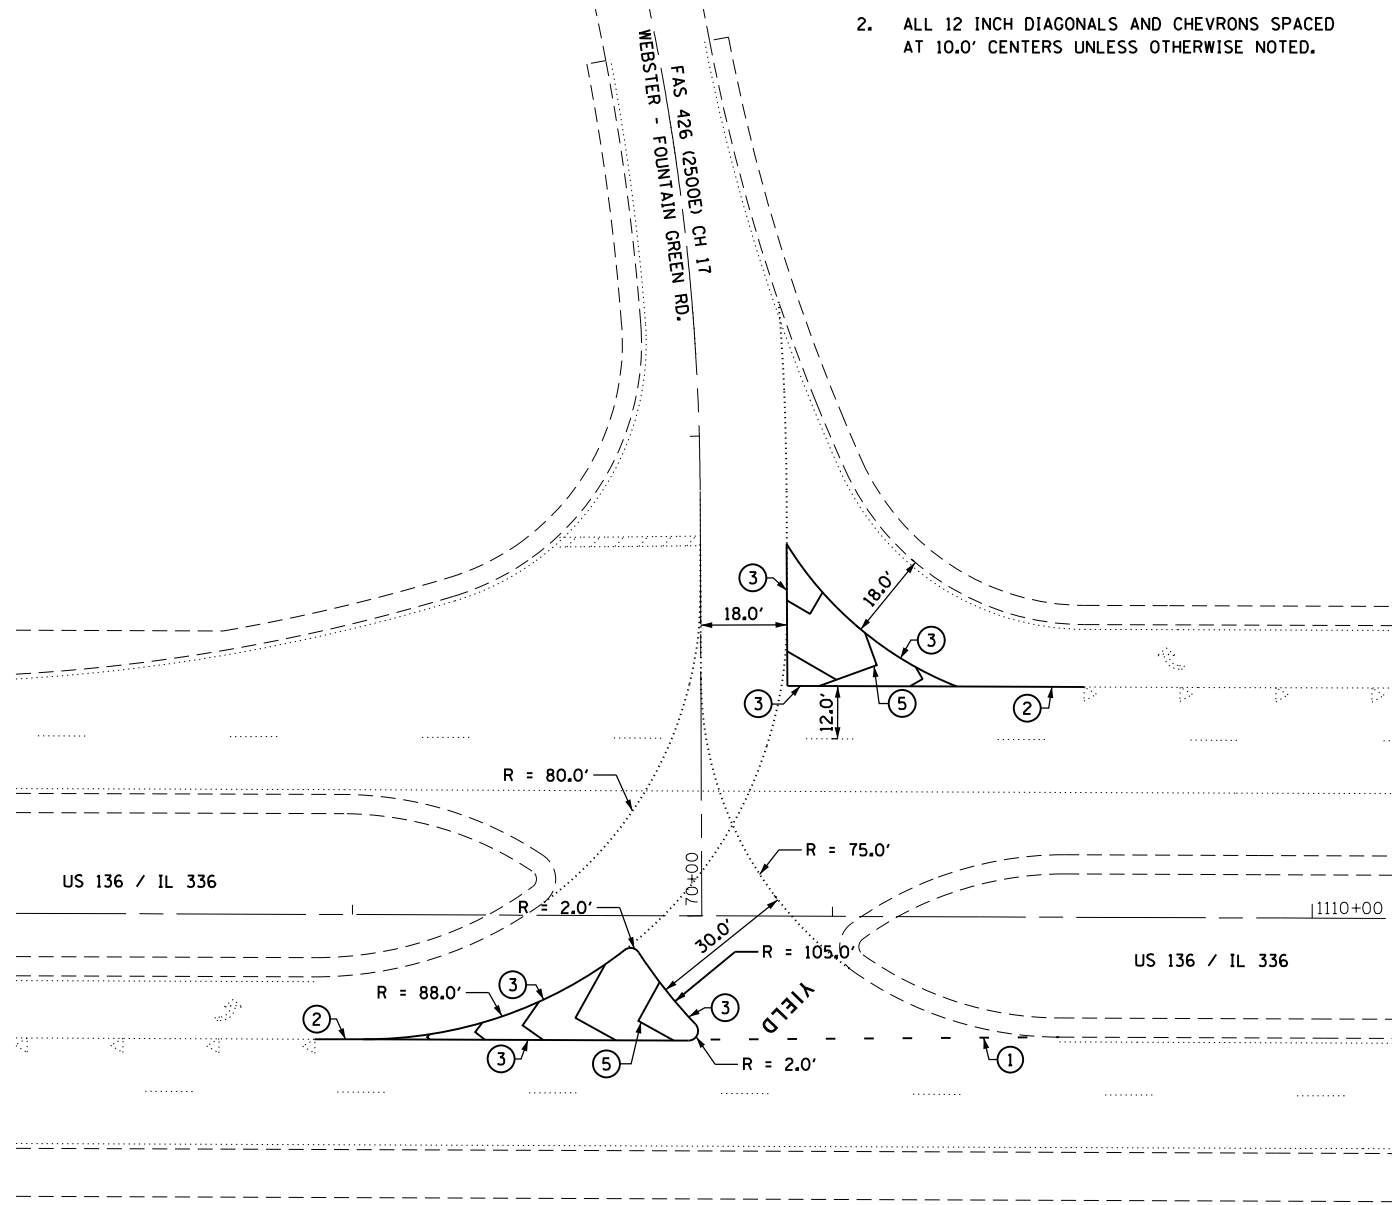 2. ALL 12 INCH DIAGONALS AND CHEVRONS SPACED
AT 10.0' CENTERS UNLESS OTHERWISE NOTED.
FAS 426 (2500E) CH 17
WEBSTER - FOUNTAIN GREEN RD.
3
18.0'
18.0'
3
3
5
2
12.0'
R = 80.0'
R = 75.0'
70+00
US 136 / IL 336
R = 2.0'
1110+00
30.0'
R = 105.0'
US 136 / IL 336
3
R = 88.0'
3
YIELD
2
3
5
R = 2.0'
1